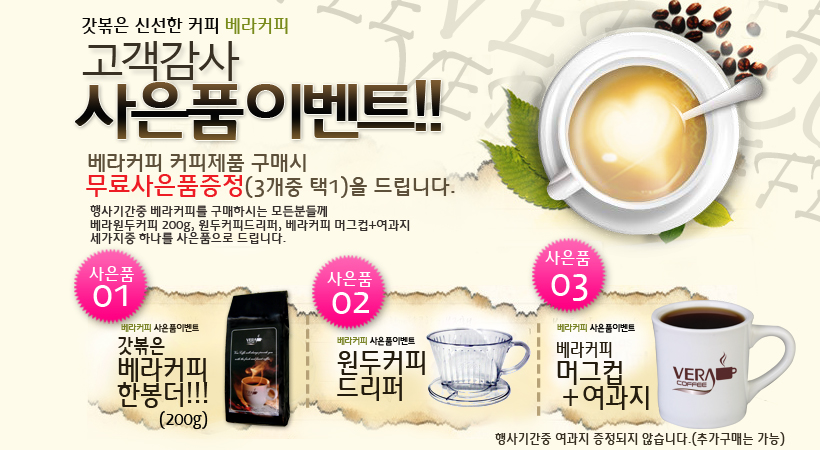 갓볶은 신선한 커피 베라커피
고객감사
사은품이벤트!!
베라커피 커피제품 구매시
무료사은품증정(3개중 택1)을 드립니다.
행사기간중 베라커피를 구매하시는 모든분들께
베라원두커피 200g, 원두커피드리퍼, 베라커피 머그컵+여과지
세가지중 하나를 사은품으로 드립니다.
사은품
01
베라커피 사은품이벤트
갓볶은
베라커피
한봉더!!!
(200g)
VERA
사은품
02
베라커피 사은품이벤트
원두커피
드리퍼
사은품
03
베라커피 사은품이벤트
베라커피
머그컵
+여과지
VERA
COFFEE
행사기간중 여과지 증정되지 않습니다.(추가구매는 가능)